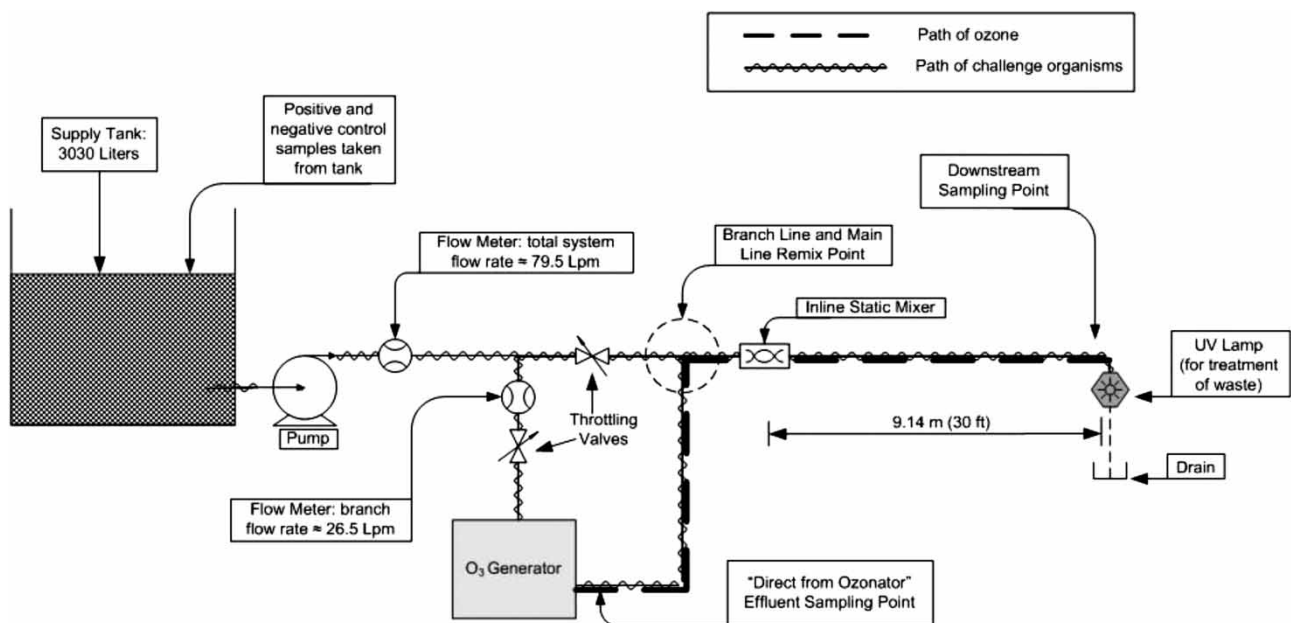 Path of ozone
Path of challenge organisms
Supply Tank:
3030 Liters
Positive and
negative control
samples taken
from tank
Downstream
Sampling Point
Flow Meter: total system
flow rate ≈ 79.5 Lpm
Branch Line and Main
Line Remix Point
Inline Static Mixer
UV Lamp
(for treatment
of waste)
Pump
Throttling
Valves
9.14 m (30 ft)
Drain
Flow Meter: branch
flow rate ≈ 26.5 Lpm
O₃ Generator
"Direct from Ozonator"
Effluent Sampling Point